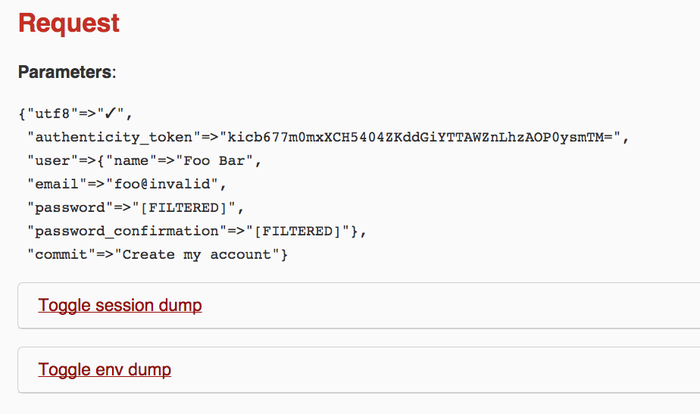 Request
Parameters:
{"utf8"=>"✓",
"authenticity_token"=>"kicb677m0mxXCH5404ZKddGiYTTAWZnLhzAOP0ysmTM=",
"user"=>{"name"=>"Foo Bar",
"email"=>"foo@invalid",
"password"=>"[FILTERED]",
"password_confirmation"=>"[FILTERED]"},
"commit"=>"Create my account"}
Toggle session dump
Toggle env dump